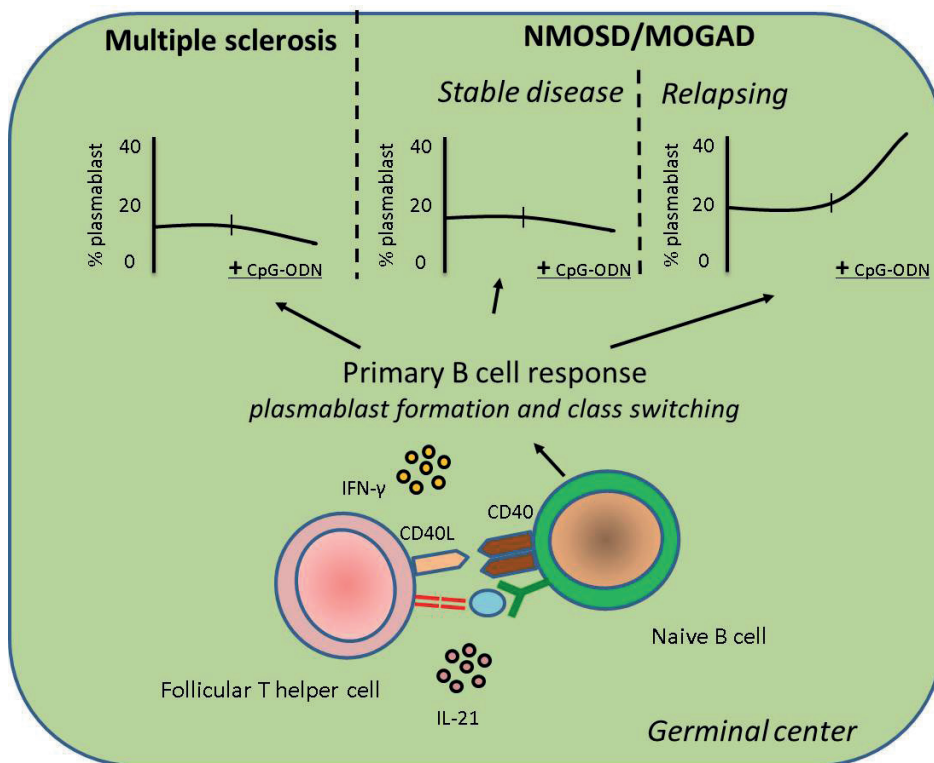 Multiple sclerosis
NMOSD/MOGAD
Stable disease
Relapsing
% plasmablast
40
20
0
+ CpG-ODN
% plasmablast
40
20
0
+ CpG-ODN
% plasmablast
40
20
0
+ CpG-ODN
Primary B cell response
plasmablast formation and class switching
IFN-γ
CD40L
CD40
Naive B cell
Follicular T helper cell
IL-21
Germinal center